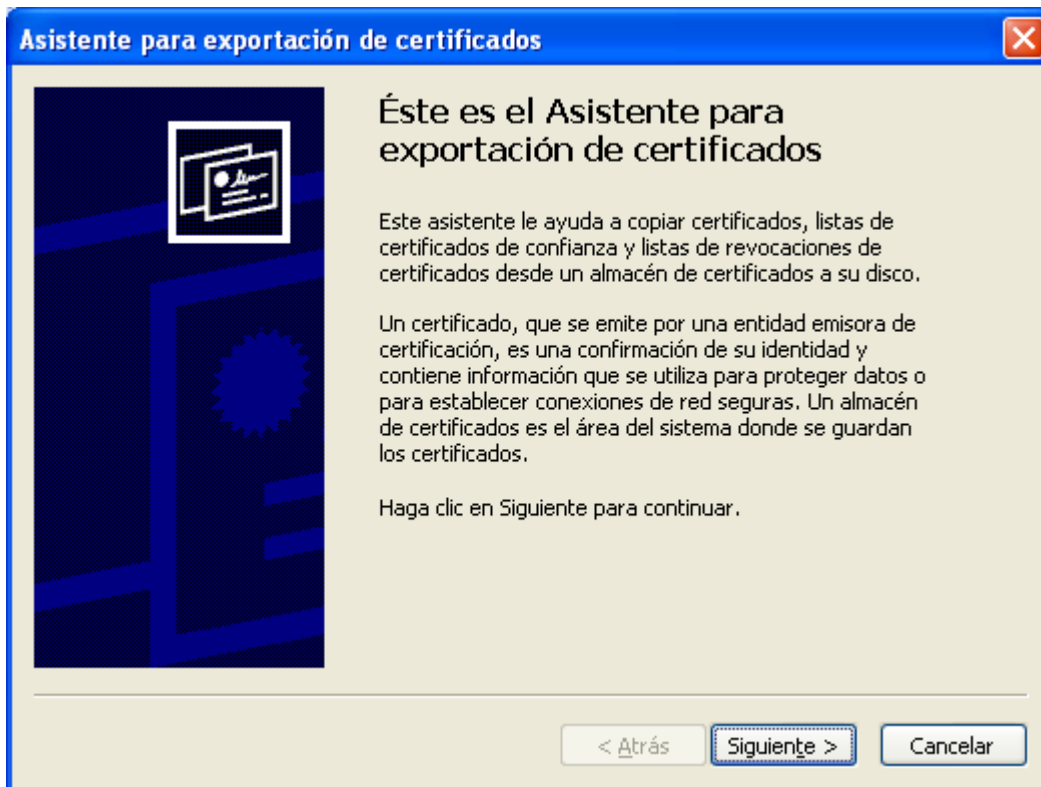 Asistente para exportación de certificados
Éste es el Asistente para
exportación de certificados
Este asistente le ayuda a copiar certificados, listas de
certificados de confianza y listas de revocaciones de
certificados desde un almacén de certificados a su disco.
Un certificado, que se emite por una entidad emisora de
certificación, es una confirmación de su identidad y
contiene información que se utiliza para proteger datos o
para establecer conexiones de red seguras. Un almacén
de certificados es el área del sistema donde se guardan
los certificados.
Haga clic en Siguiente para continuar.
< Atrás Siguiente > Cancelar